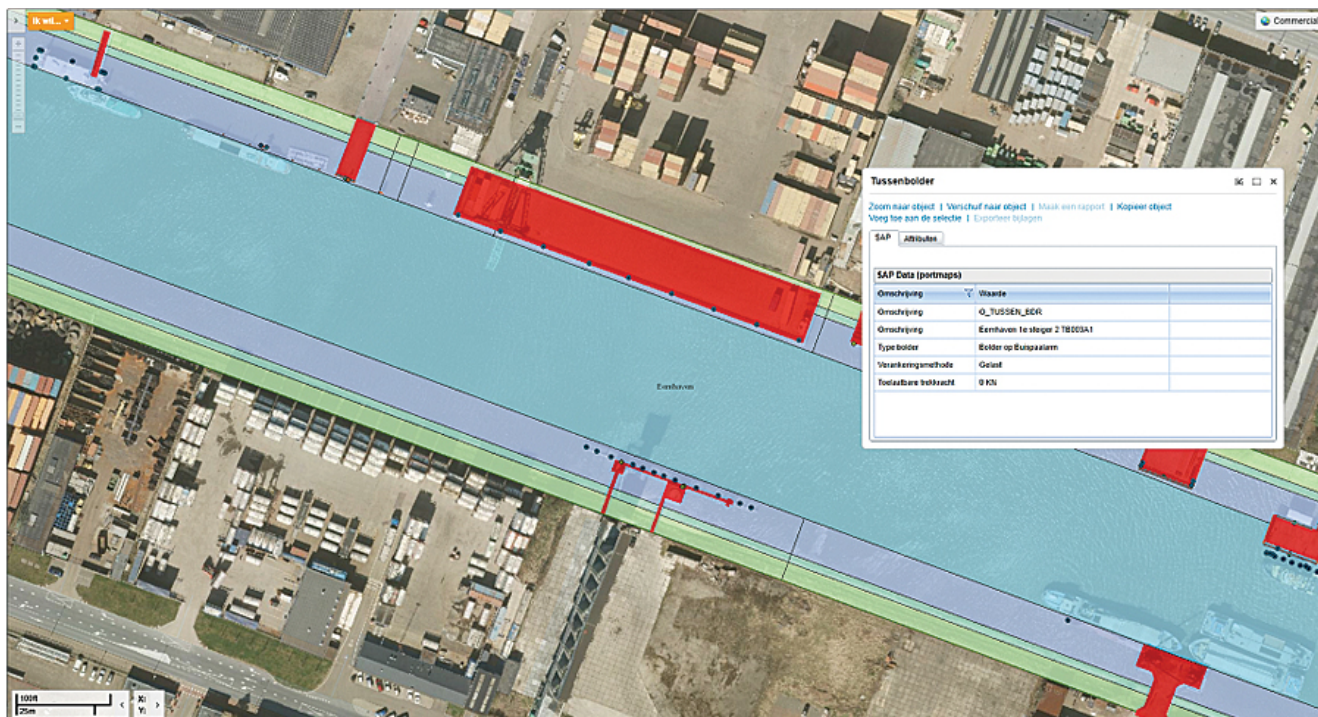 Ik wil...
Commercial
Tussenbolder
Zoom naar object | Verschuif naar object | Maak een rapport | Kopieer object
Voeg toe aan de selectie | Exporteer bijlagen
SAP Attributen
SAP Data (portmaps)
Omschrijving Waarde
Omschrijving O_TUSSEN_BDR
Omschrijving Eemhaven 1e steiger 2 TB003A1
Type bolder Bolder op Buispaalarm
Verankeringsmethode Gelast
Toelaatbare trekkracht 0 KN
Eemhaven
100ft
25m
X:
Y: